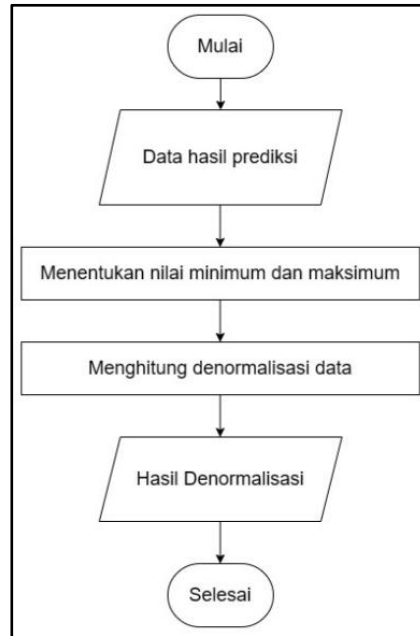 Mulai
Data hasil prediksi
Menentukan nilai minimum dan maksimum
Menghitung denormalisasi data
Hasil Denormalisasi
Selesai